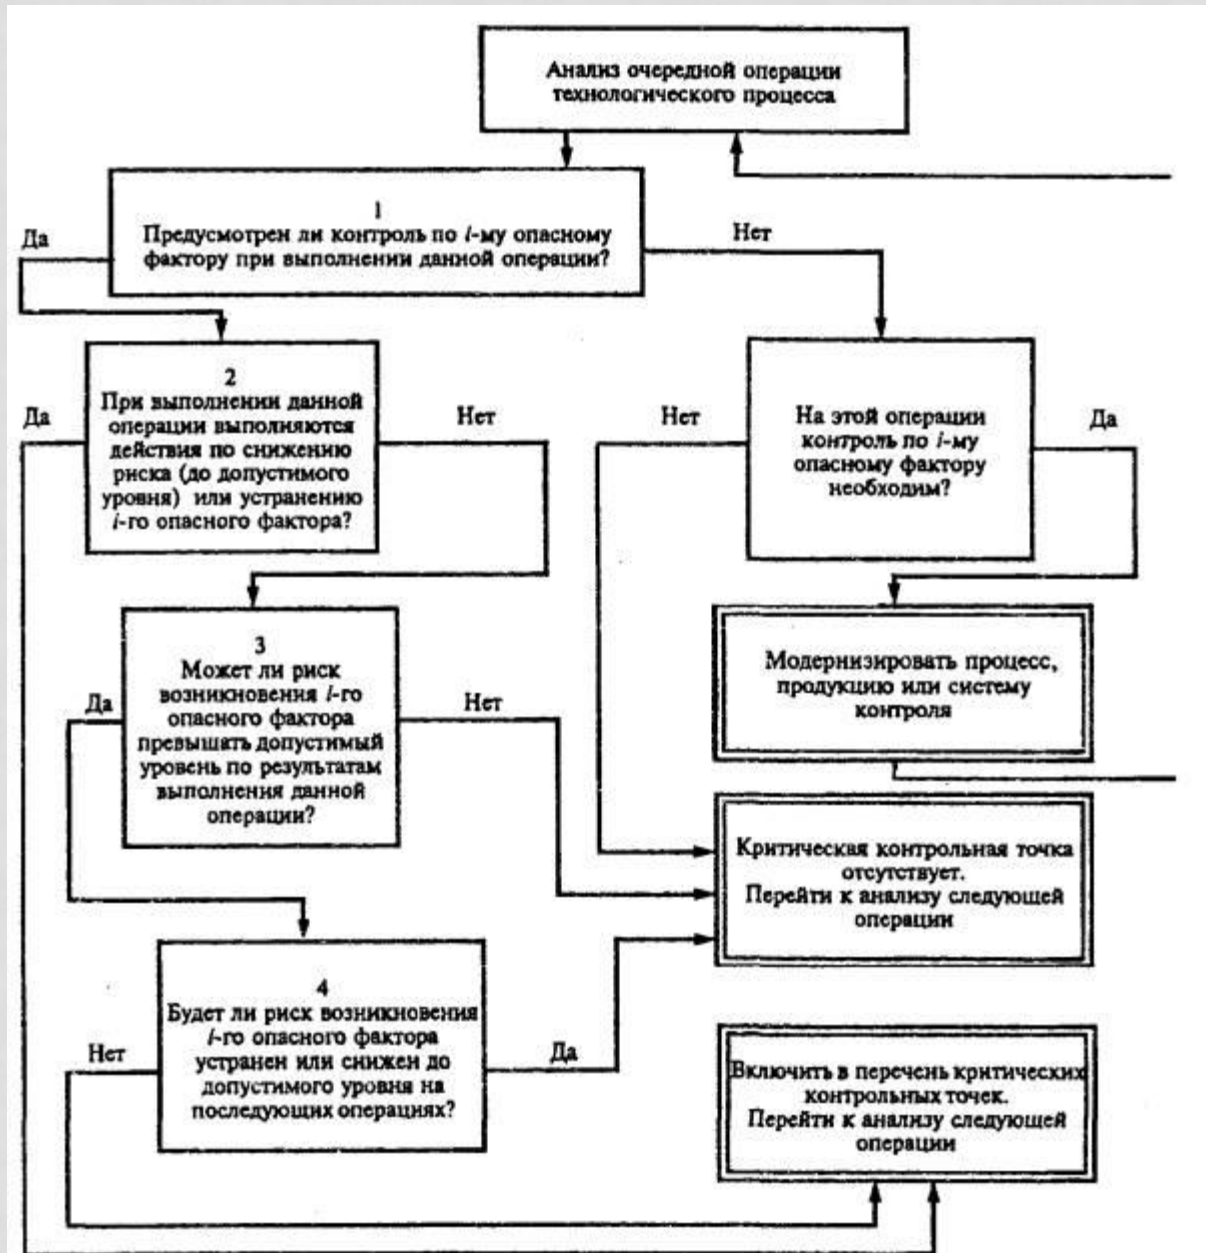 Анализ очередной операции
технологического процесса
1
Предусмотрен ли контроль по i-му опасному
фактору при выполнении данной операции?
Да
Нет
2
При выполнении данной
операции выполняются
действия по снижению
риска (до допустимого
уровня) или устранению
i-го опасного фактора?
Да
Нет
На этой операции
контроль по i-му
опасному фактору
необходим?
Нет
Да
3
Может ли риск
возникновения i-го
опасного фактора
превышать допустимый
уровень по результатам
выполнения данной
операции?
Да
Нет
Модернизировать процесс,
продукцию или систему
контроля
Критическая контрольная точка
отсутствует.
Перейти к анализу следующей
операции
4
Будет ли риск возникновения
i-го опасного фактора
устранен или снижен до
допустимого уровня на
последующих операциях?
Нет
Да
Включить в перечень критических
контрольных точек.
Перейти к анализу следующей
операции